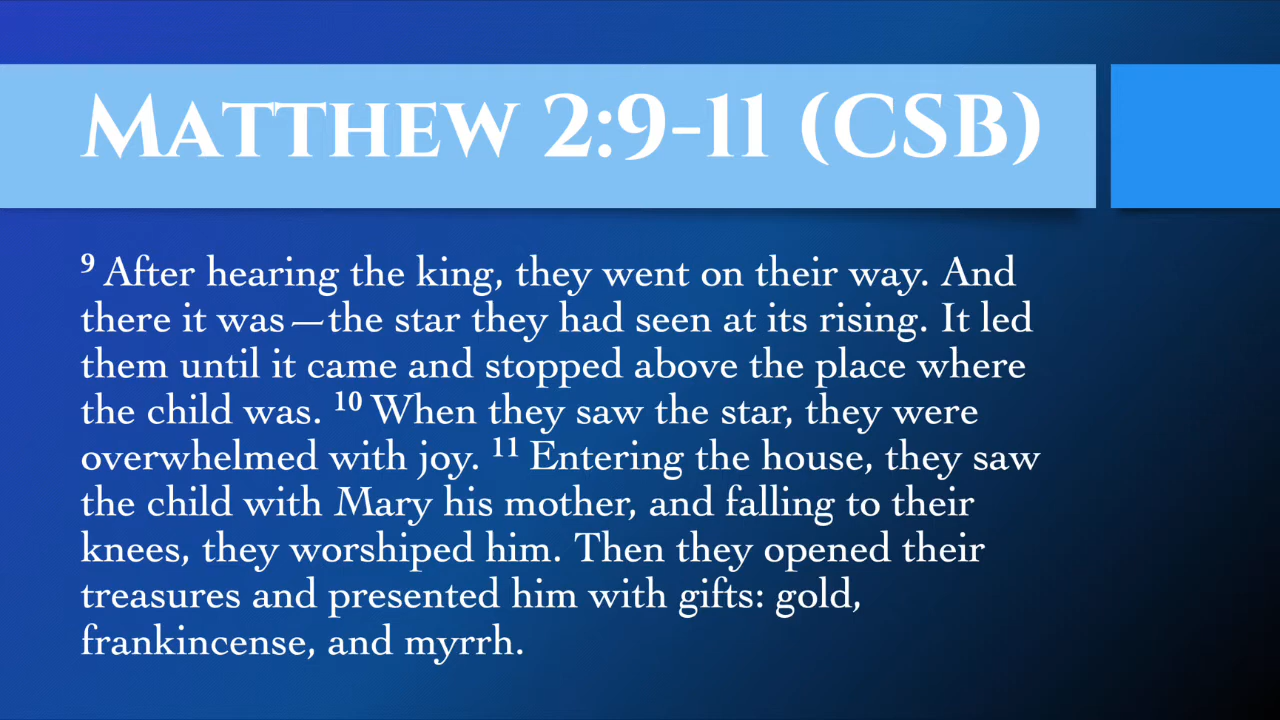 Matthew 2:9-11 (CSB)
9 After hearing the king, they went on their way. And
there it was—the star they had seen at its rising. It led
them until it came and stopped above the place where
the child was. 10 When they saw the star, they were
overwhelmed with joy. 11 Entering the house, they saw
the child with Mary his mother, and falling to their
knees, they worshiped him. Then they opened their
treasures and presented him with gifts: gold,
frankincense, and myrrh.